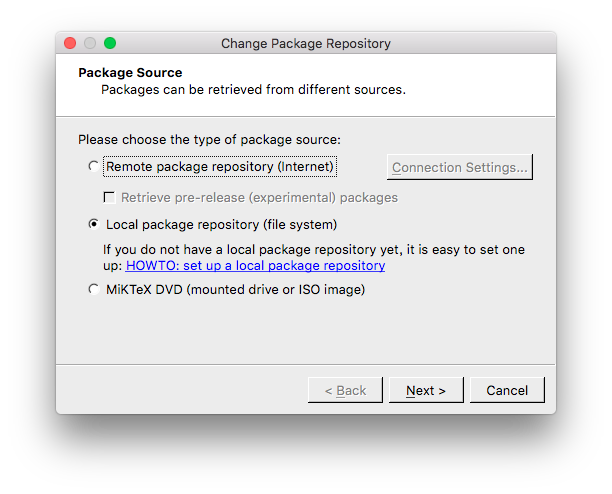 Change Package Repository
Package Source
Packages can be retrieved from different sources.
Please choose the type of package source:
Remote package repository (Internet)
Connection Settings...
Retrieve pre-release (experimental) packages
Local package repository (file system)
If you do not have a local package repository yet, it is easy to set one
up: HOWTO: set up a local package repository
MiKTeX DVD (mounted drive or ISO image)
< Back
Next >
Cancel